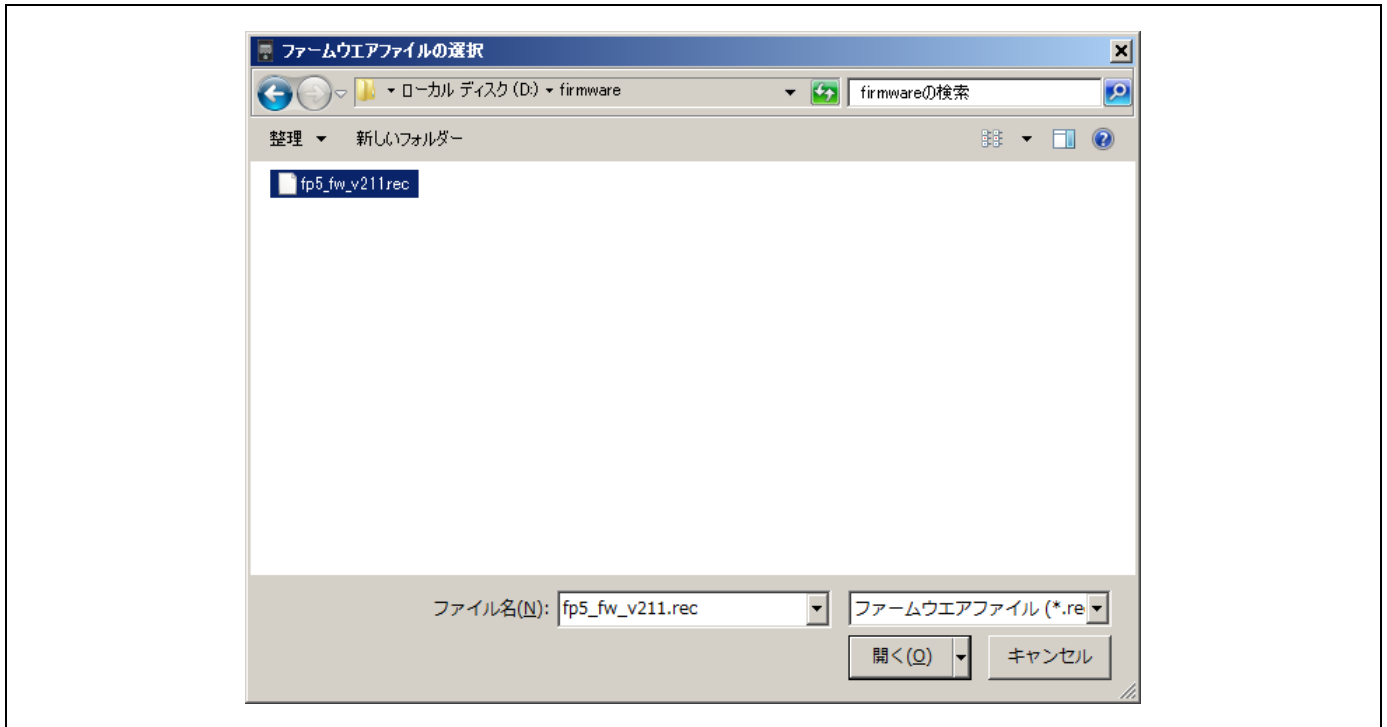 ファームウエアファイルの選択
ローカル ディスク (D:) firmware
firmwareの検索
整理 新しいフォルダー
fp5_fw_v211.rec
ファイル名(N): fp5_fw_v211.rec ファームウエアファイル (*.re
開く(O) キャンセル